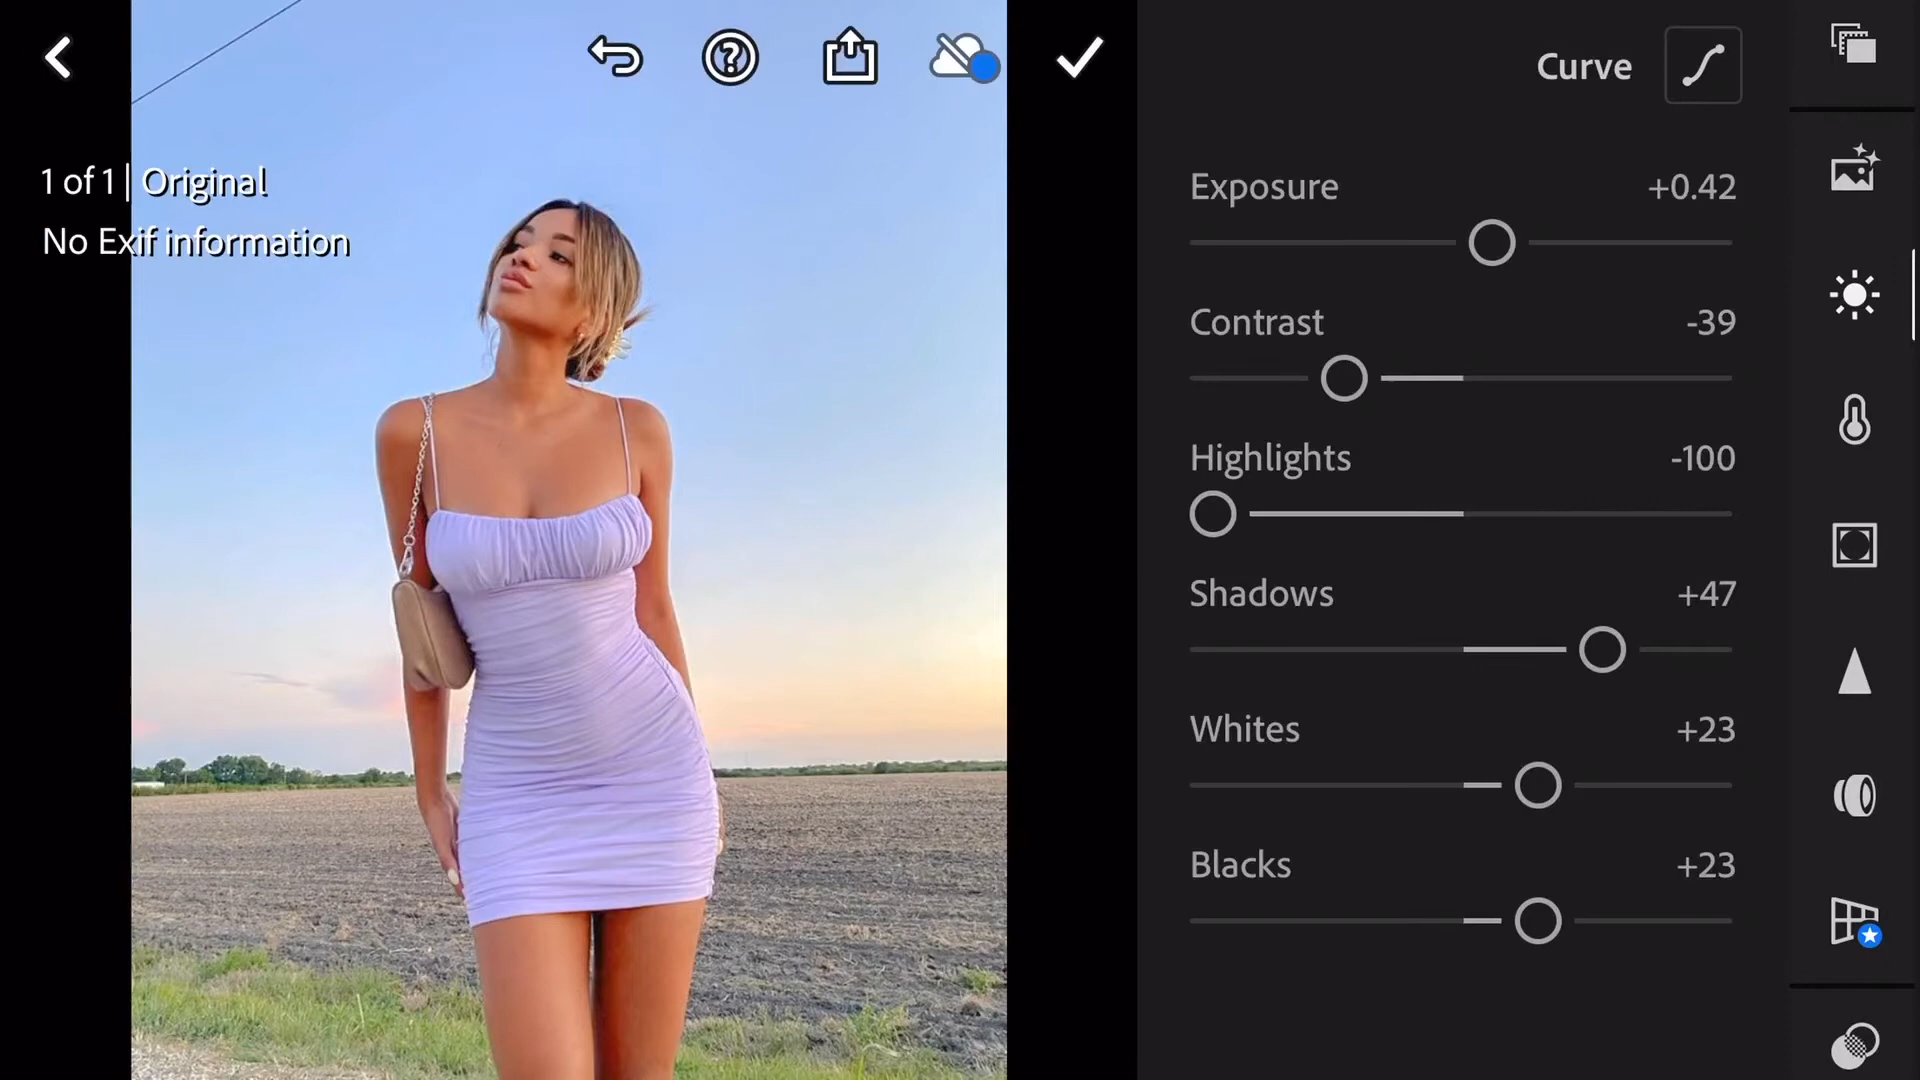 Curve
1 of 1 | Original
No Exif information
Exposure +0.42
Contrast -39
Highlights -100
Shadows +47
Whites +23
Blacks +23